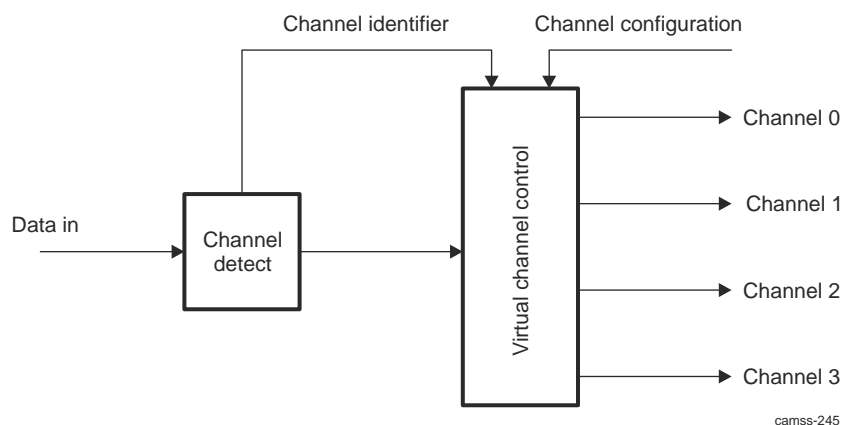 Channel identifier
Channel configuration
Channel 0
Channel 1
Data in
Channel
detect
Virtual channel control
Channel 2
Channel 3
camss-245